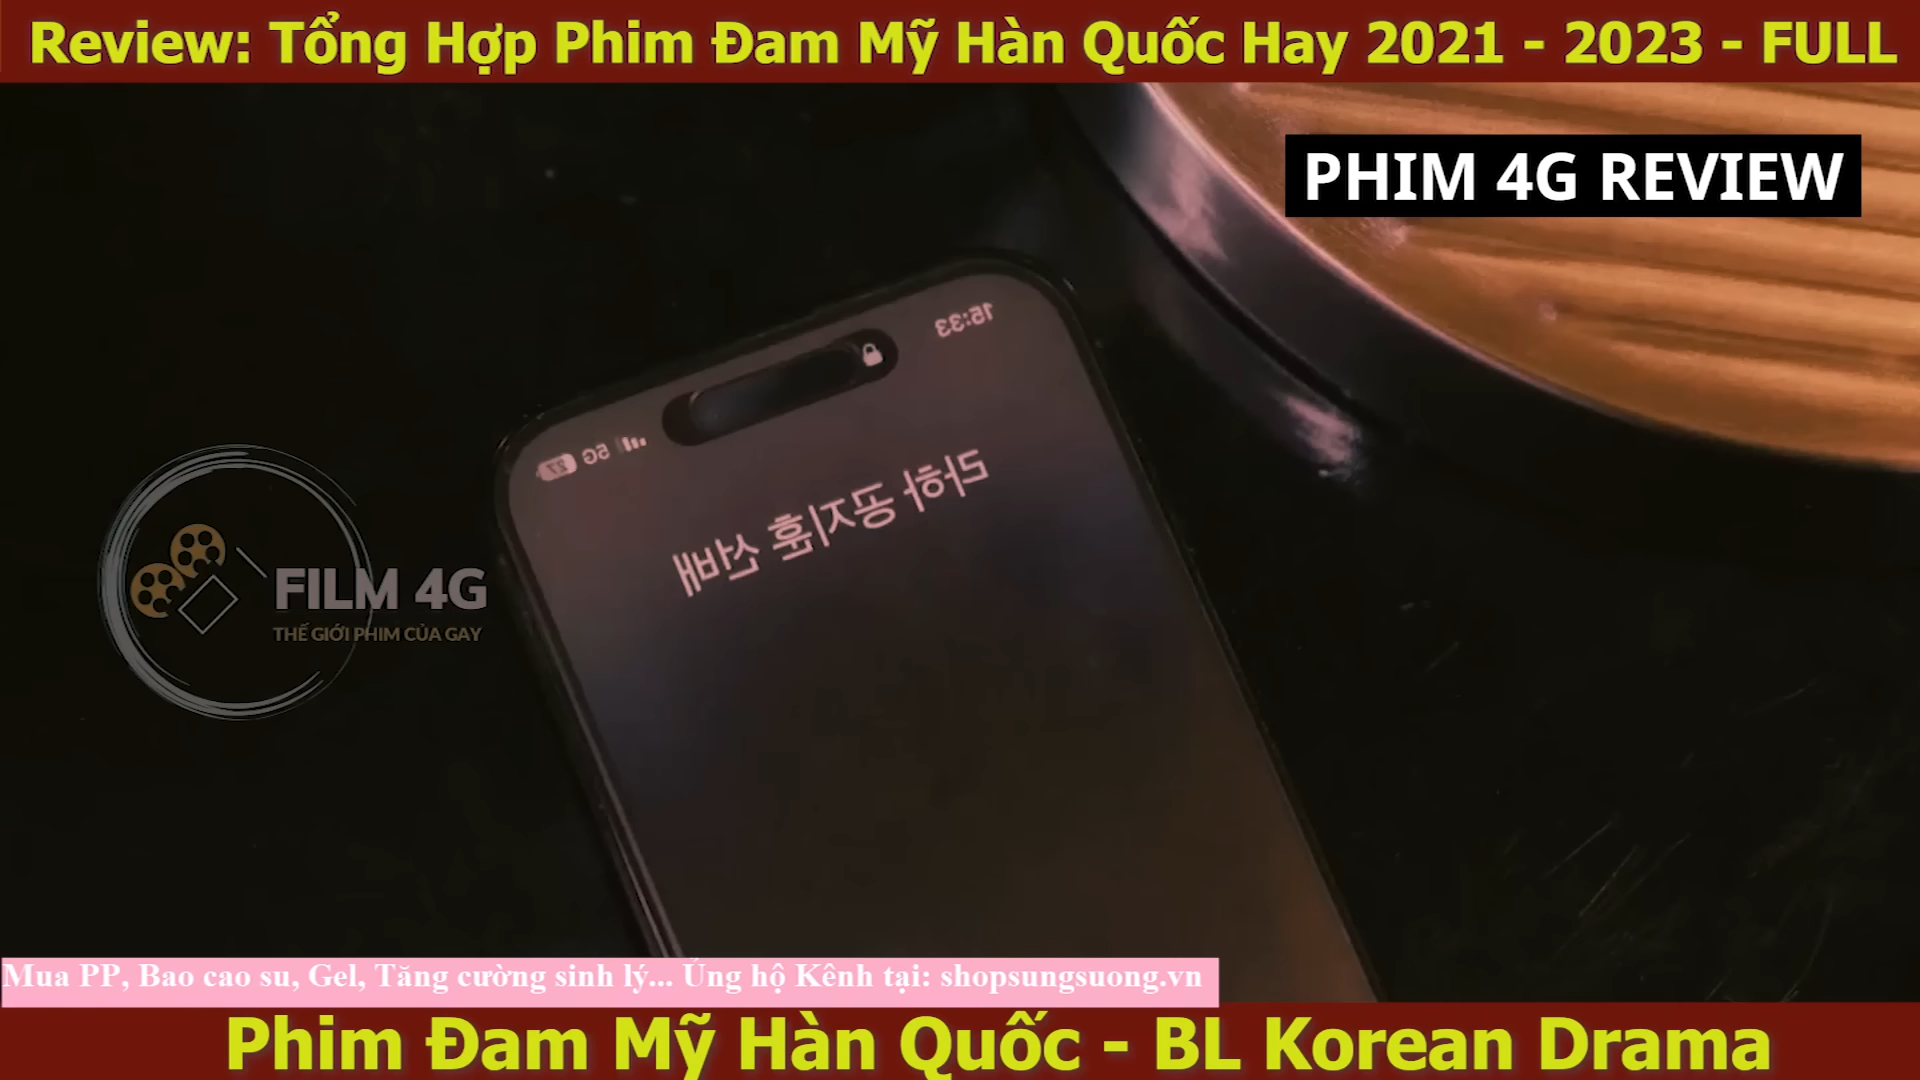 Review: Tổng Hợp Phim Đam Mỹ Hàn Quốc Hay 2021 - 2023 - FULL
PHIM 4G REVIEW
15:33
5G 27
라하 공지훈 선배
FILM 4G
THẾ GIỚI PHIM CỦA GAY
Mua PP, Bao cao su, Gel, Tăng cường sinh lý... Ủng hộ Kênh tại: shopsungsuong.vn
Phim Đam Mỹ Hàn Quốc - BL Korean Drama